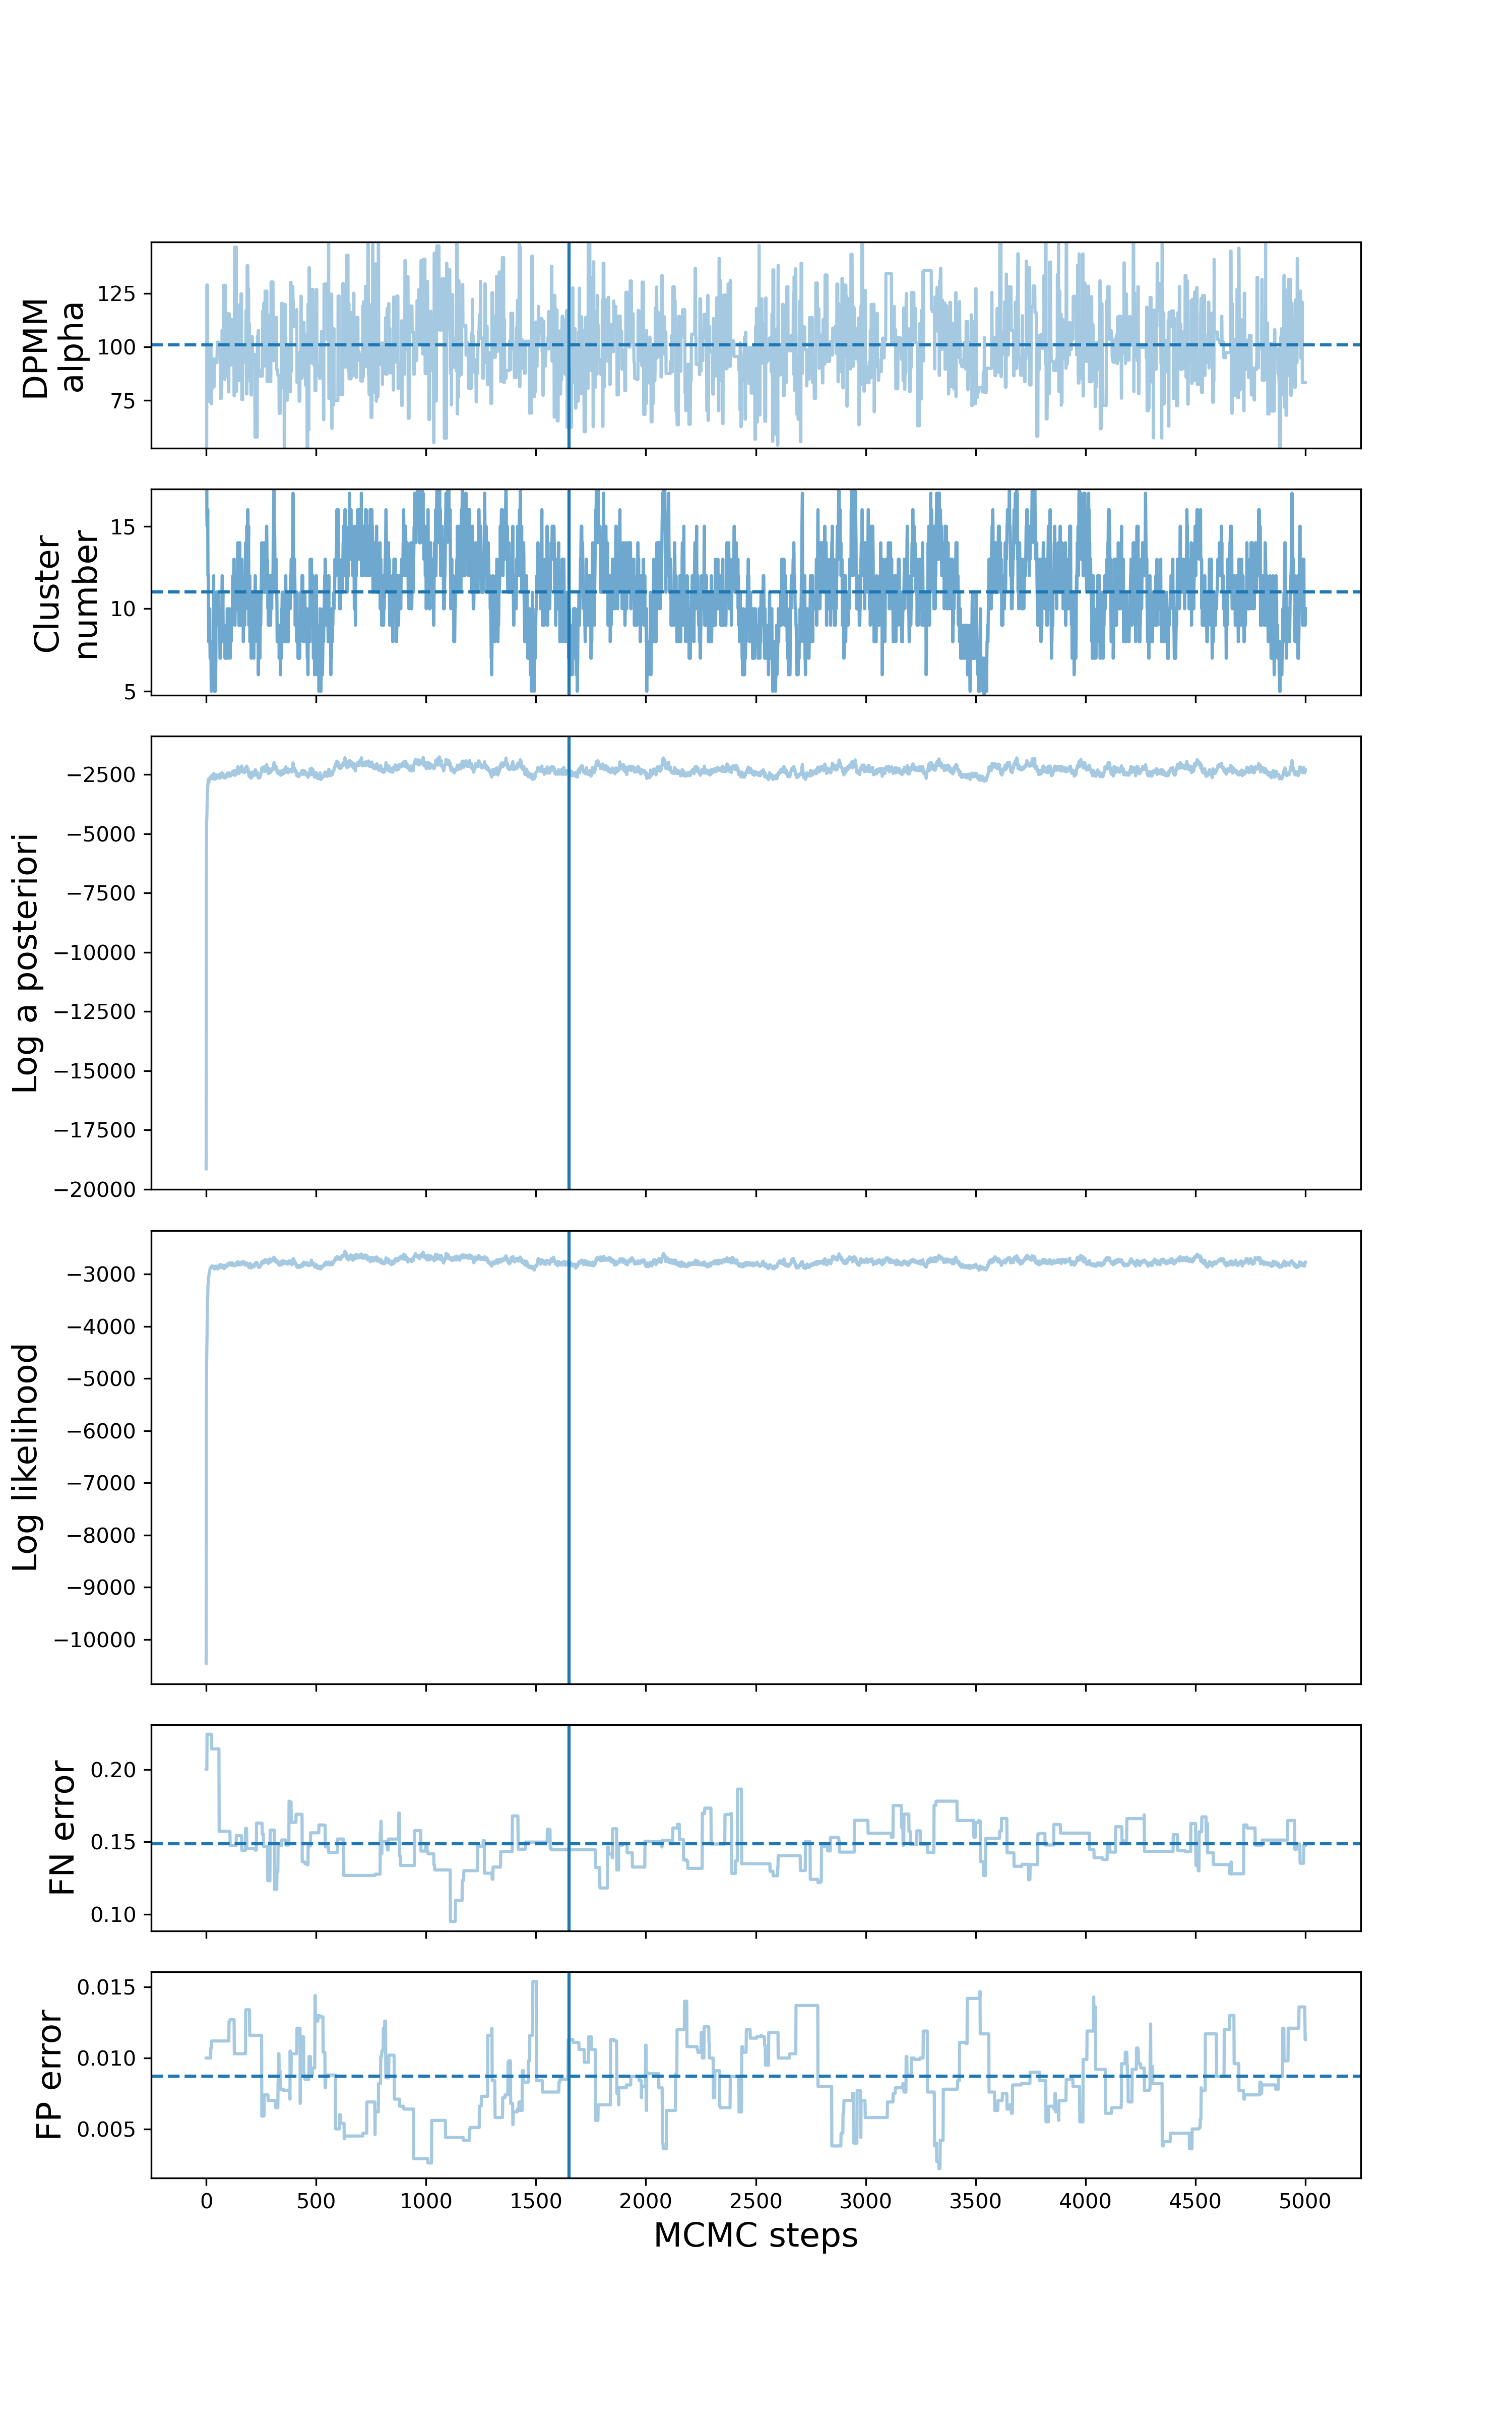 DPMM
alpha
125
100
75
Cluster
number
15
10
5
Log a posteriori
−2500
−5000
−7500
−10000
−12500
−15000
−17500
−20000
Log likelihood
−3000
−4000
−5000
−6000
−7000
−8000
−9000
−10000
FN error
0.20
0.15
0.10
FP error
0.015
0.010
0.005
0 500 1000 1500 2000 2500 3000 3500 4000 4500 5000
MCMC steps